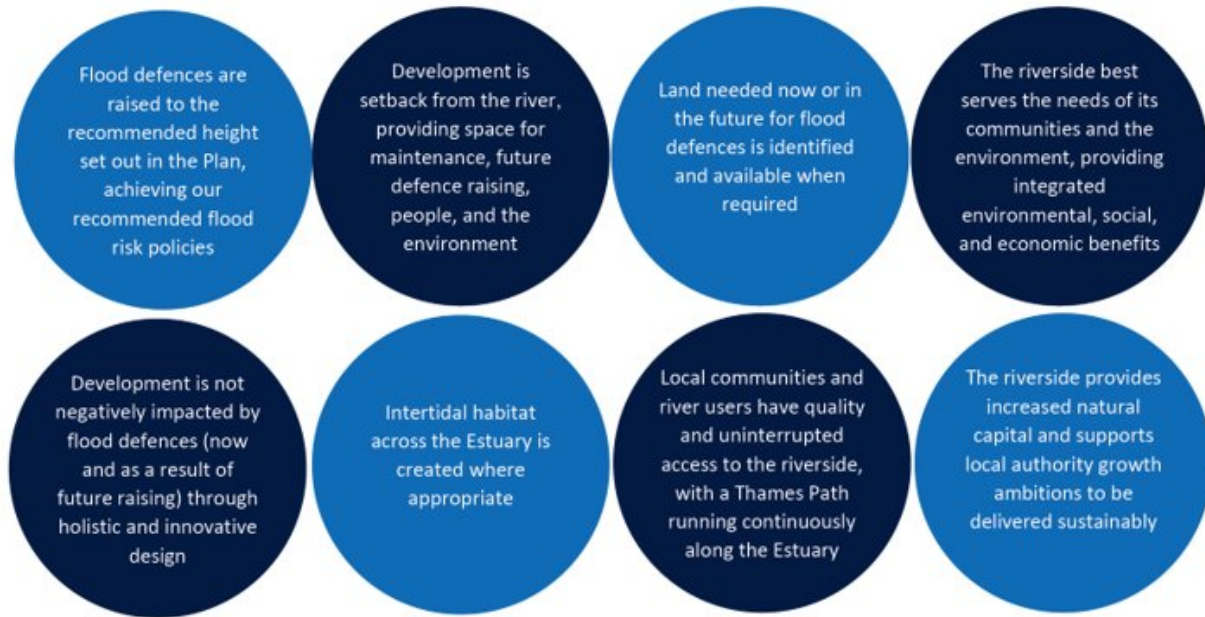 Flood defences are
raised to the
recommended height
set out in the Plan,
achieving our
recommended flood
risk policies
Development is
setback from the river,
providing space for
maintenance, future
defence raising,
people, and the
environment
Land needed now or in
the future for flood
defences is identified
and available when
required
The riverside best
serves the needs of its
communities and the
environment, providing
integrated
environmental, social,
and economic benefits
Development is not
negatively impacted by
flood defences (now
and as a result of
future raising) through
holistic and innovative
design
Intertidal habitat
across the Estuary is
created where
appropriate
Local communities and
river users have quality
and uninterrupted
access to the riverside,
with a Thames Path
running continuously
along the Estuary
The riverside provides
increased natural
capital and supports
local authority growth
ambitions to be
delivered sustainably